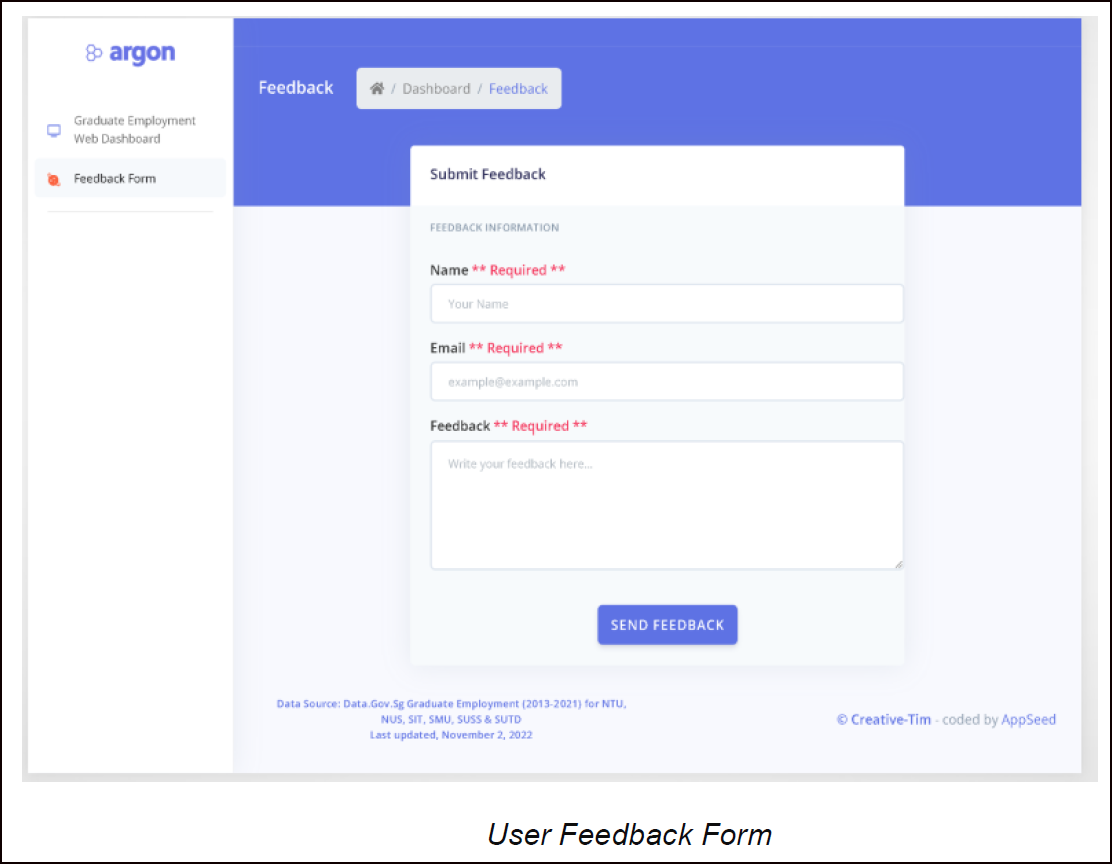 argon
Graduate Employment
Web Dashboard
Feedback Form
Feedback
/ Dashboard / Feedback
Submit Feedback
FEEDBACK INFORMATION
Name ** Required **
Your Name
Email ** Required **
example@example.com
Feedback ** Required **
Write your feedback here...
SEND FEEDBACK
Data Source: Data.Gov.Sg Graduate Employment (2013-2021) for NTU,
NUS, SIT, SMU, SUSS & SUTD
Last updated, November 2, 2022
© Creative-Tim - coded by AppSeed
User Feedback Form